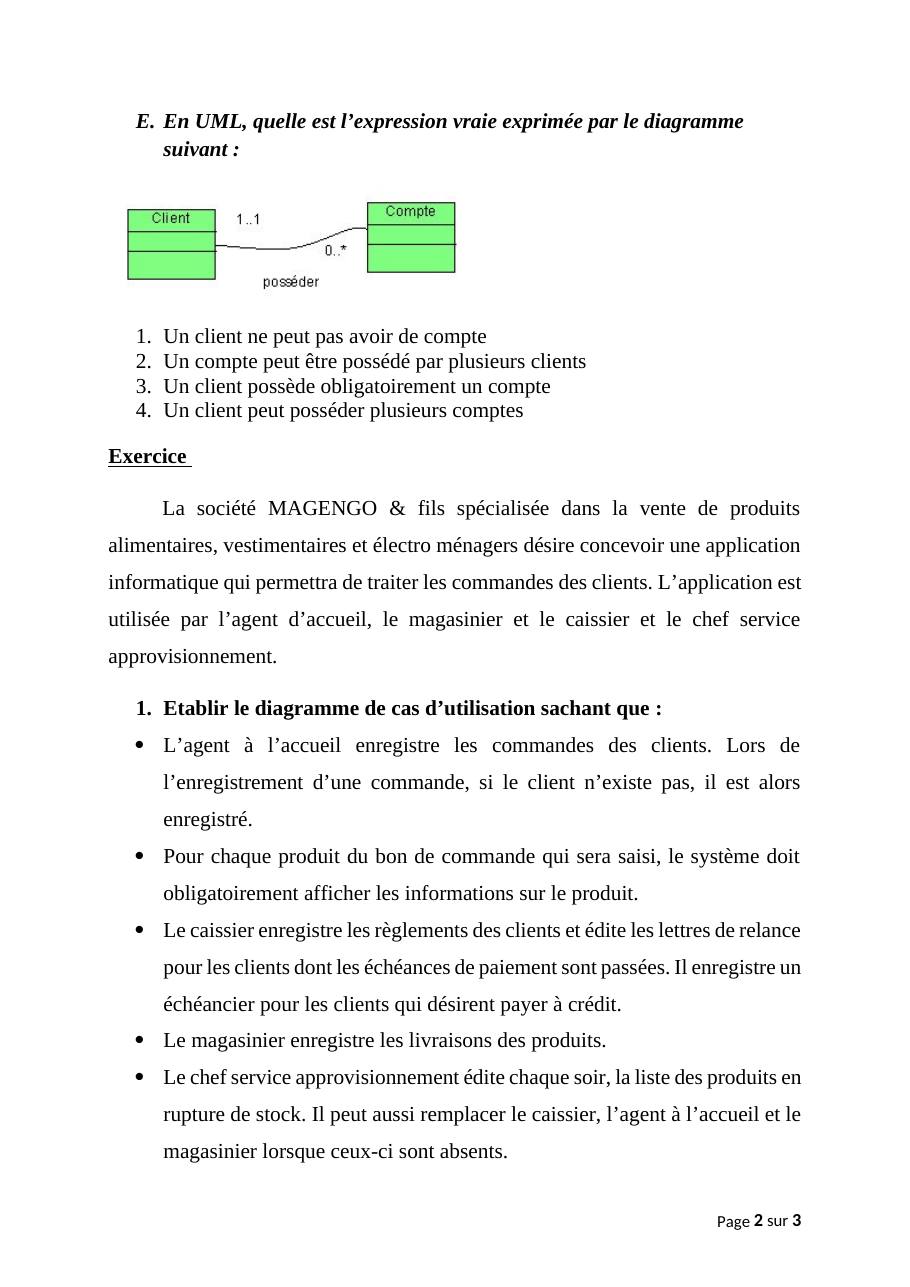 E. En UML, quelle est l’expression vraie exprimée par le diagramme
suivant :
Client
1..1
Compte
0..*
posséder
1. Un client ne peut pas avoir de compte
2. Un compte peut être possédé par plusieurs clients
3. Un client possède obligatoirement un compte
4. Un client peut posséder plusieurs comptes
Exercice
La société MAGENGO & fils spécialisée dans la vente de produits
alimentaires, vestimentaires et électro ménagers désire concevoir une application
informatique qui permettra de traiter les commandes des clients. L’application est
utilisée par l’agent d’accueil, le magasinier et le caissier et le chef service
approvisionnement.
1. Etablir le diagramme de cas d’utilisation sachant que :
• L’agent à l’accueil enregistre les commandes des clients. Lors de
l’enregistrement d’une commande, si le client n’existe pas, il est alors
enregistré.
• Pour chaque produit du bon de commande qui sera saisi, le système doit
obligatoirement afficher les informations sur le produit.
• Le caissier enregistre les règlements des clients et édite les lettres de relance
pour les clients dont les échéances de paiement sont passées. Il enregistre un
échéancier pour les clients qui désirent payer à crédit.
• Le magasinier enregistre les livraisons des produits.
• Le chef service approvisionnement édite chaque soir, la liste des produits en
rupture de stock. Il peut aussi remplacer le caissier, l’agent à l’accueil et le
magasinier lorsque ceux-ci sont absents.
Page 2 sur 3